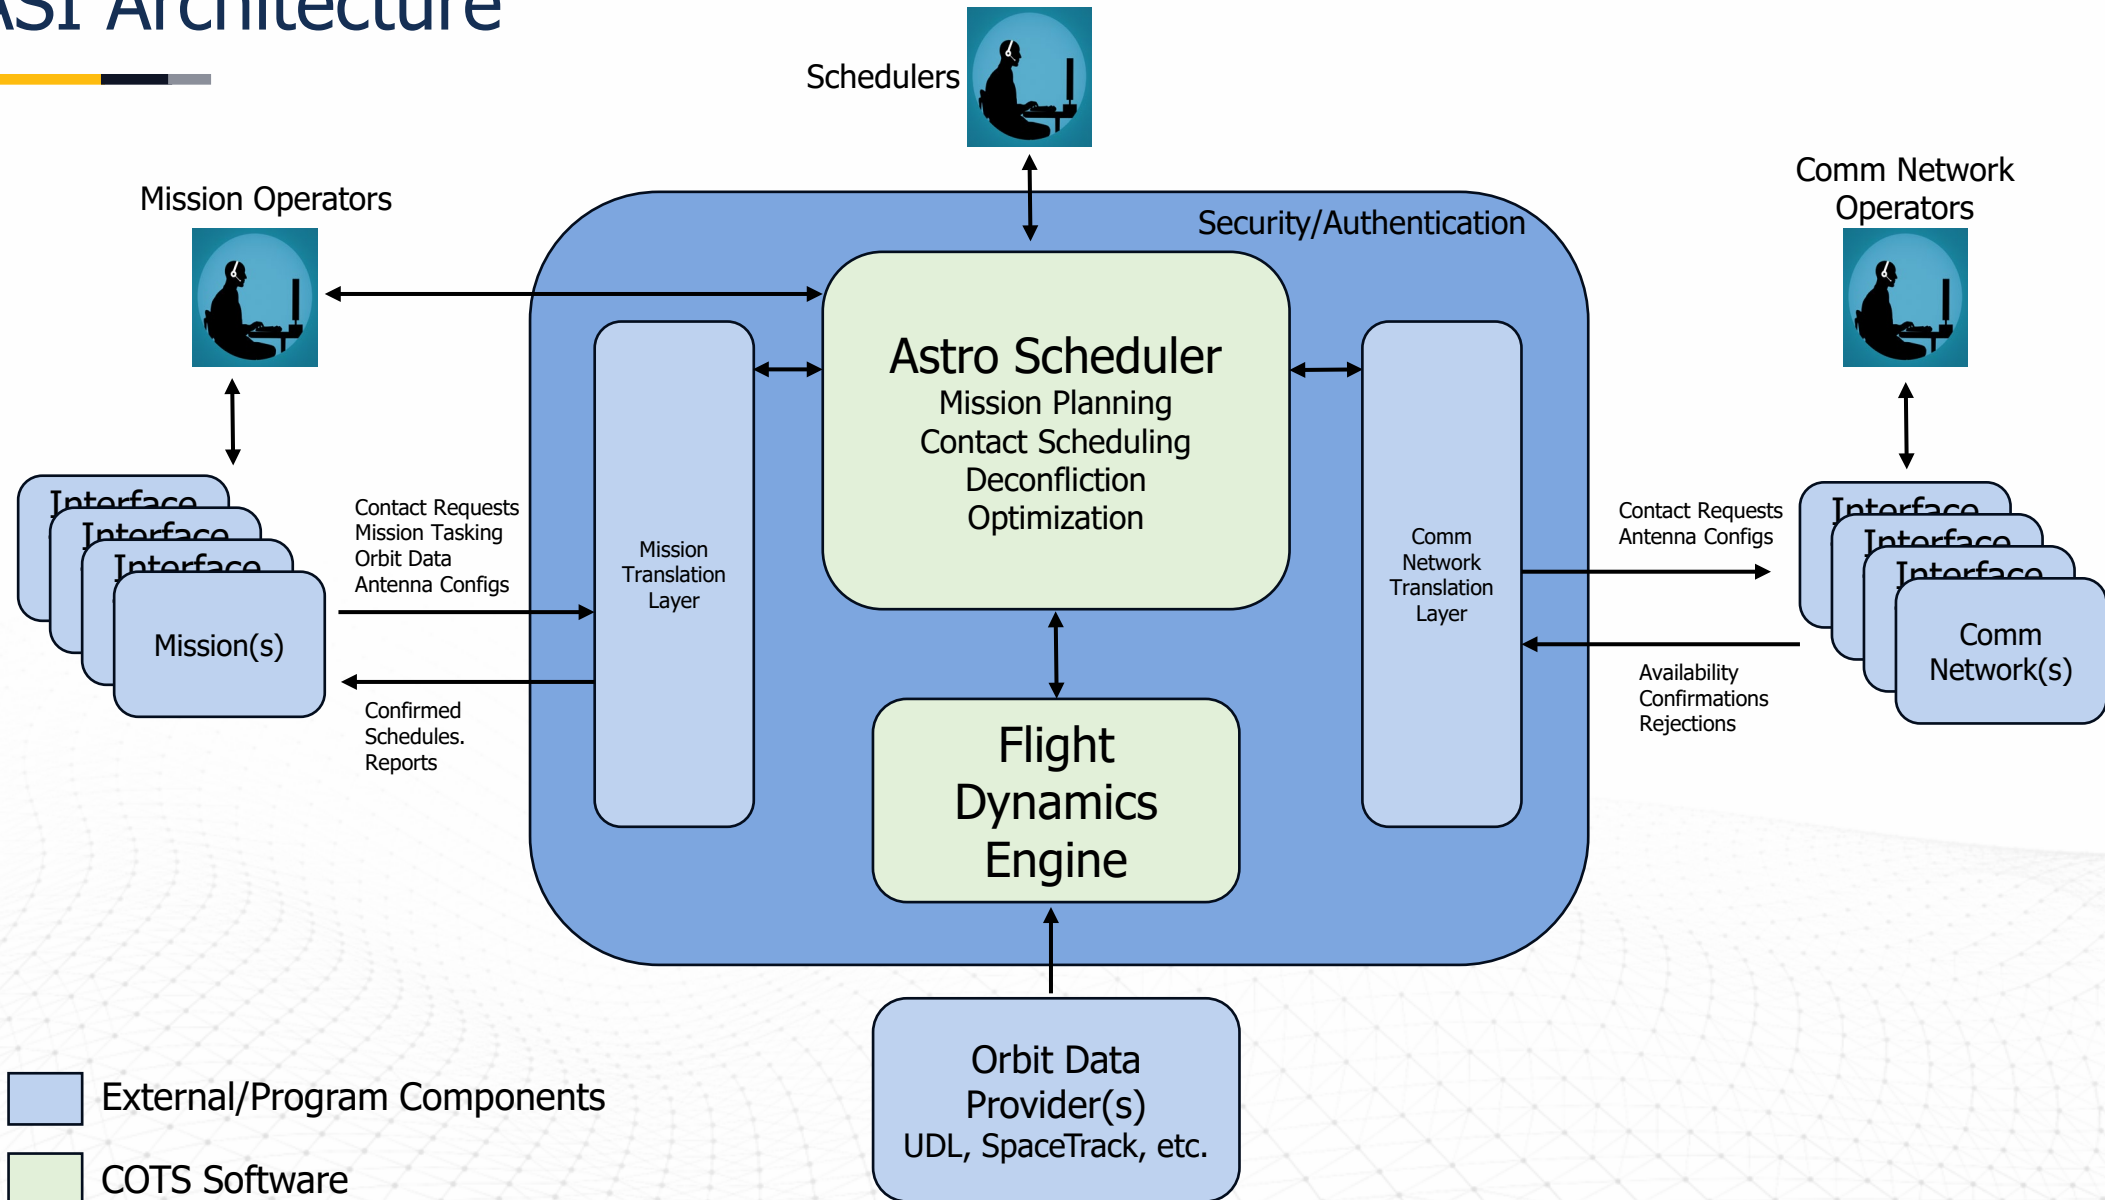 ASI Architecture
Schedulers
Mission Operators
Comm Network
Operators
Security/Authentication
Astro Scheduler
Mission Planning
Contact Scheduling
Deconfliction
Optimization
Interface
Interface
Interface
Mission(s)
Contact Requests
Mission Tasking
Orbit Data
Antenna Configs
Confirmed
Schedules.
Reports
Mission
Translation
Layer
Comm
Network
Translation
Layer
Contact Requests
Antenna Configs
Availability
Confirmations
Rejections
Interface
Interface
Interface
Comm
Network(s)
Flight
Dynamics
Engine
Orbit Data
Provider(s)
UDL, SpaceTrack, etc.
External/Program Components
COTS Software